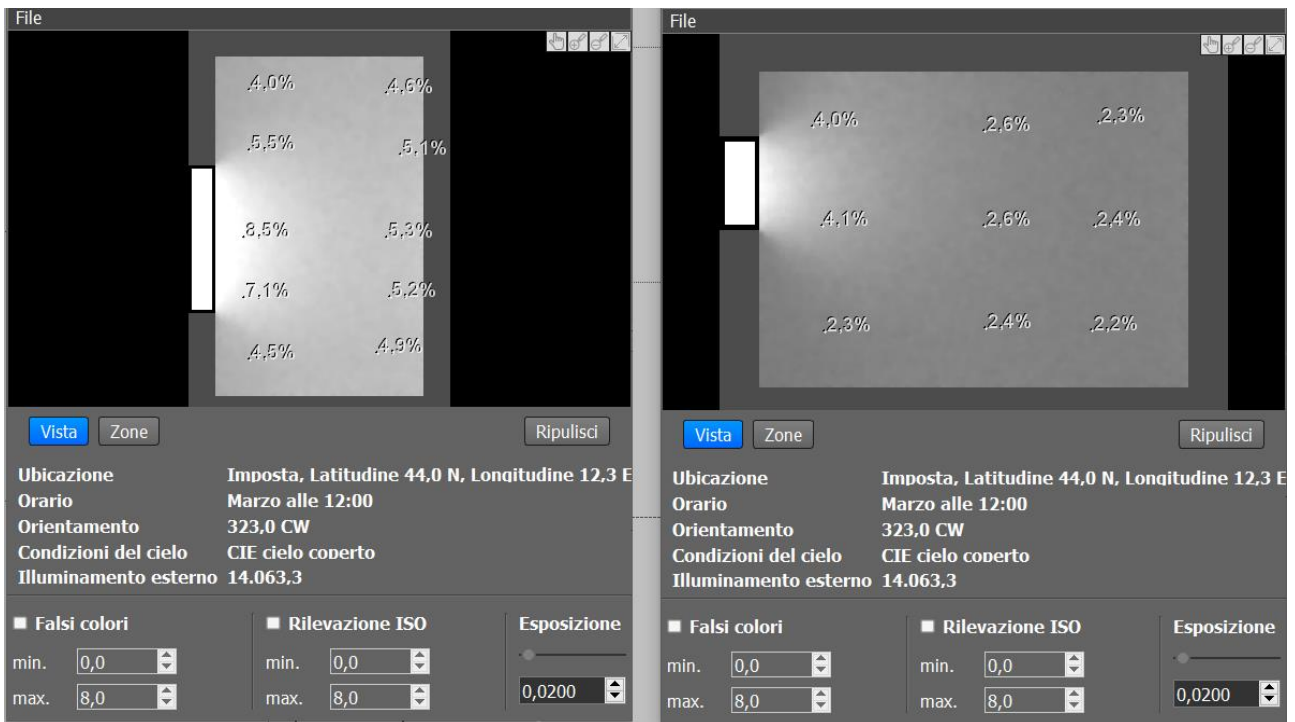 File
.4,0% .4,6%
.5,5% .5,1%
.8,5% .5,3%
.7,1% .5,2%
.4,5% .4,9%
Vista Zone Ripulisci
Ubicazione Imposta, Latitudine 44,0 N, Longitudine 12,3 E
Orario Marzo alle 12:00
Orientamento 323,0 CW
Condizioni del cielo CIE cielo coperto
Illuminamento esterno 14.063,3
Falsi colori Rilevazione ISO Esposizione
min. 0,0 min. 0,0
max. 8,0 max. 8,0 0,0200
File
.4,0% .2,6% .2,3%
.4,1% .2,6% .2,4%
.2,3% .2,4% .2,2%
Vista Zone Ripulisci
Ubicazione Imposta, Latitudine 44,0 N, Longitudine 12,3 E
Orario Marzo alle 12:00
Orientamento 323,0 CW
Condizioni del cielo CIE cielo coperto
Illuminamento esterno 14.063,3
Falsi colori Rilevazione ISO Esposizione
min. 0,0 min. 0,0
max. 8,0 max. 8,0 0,0200